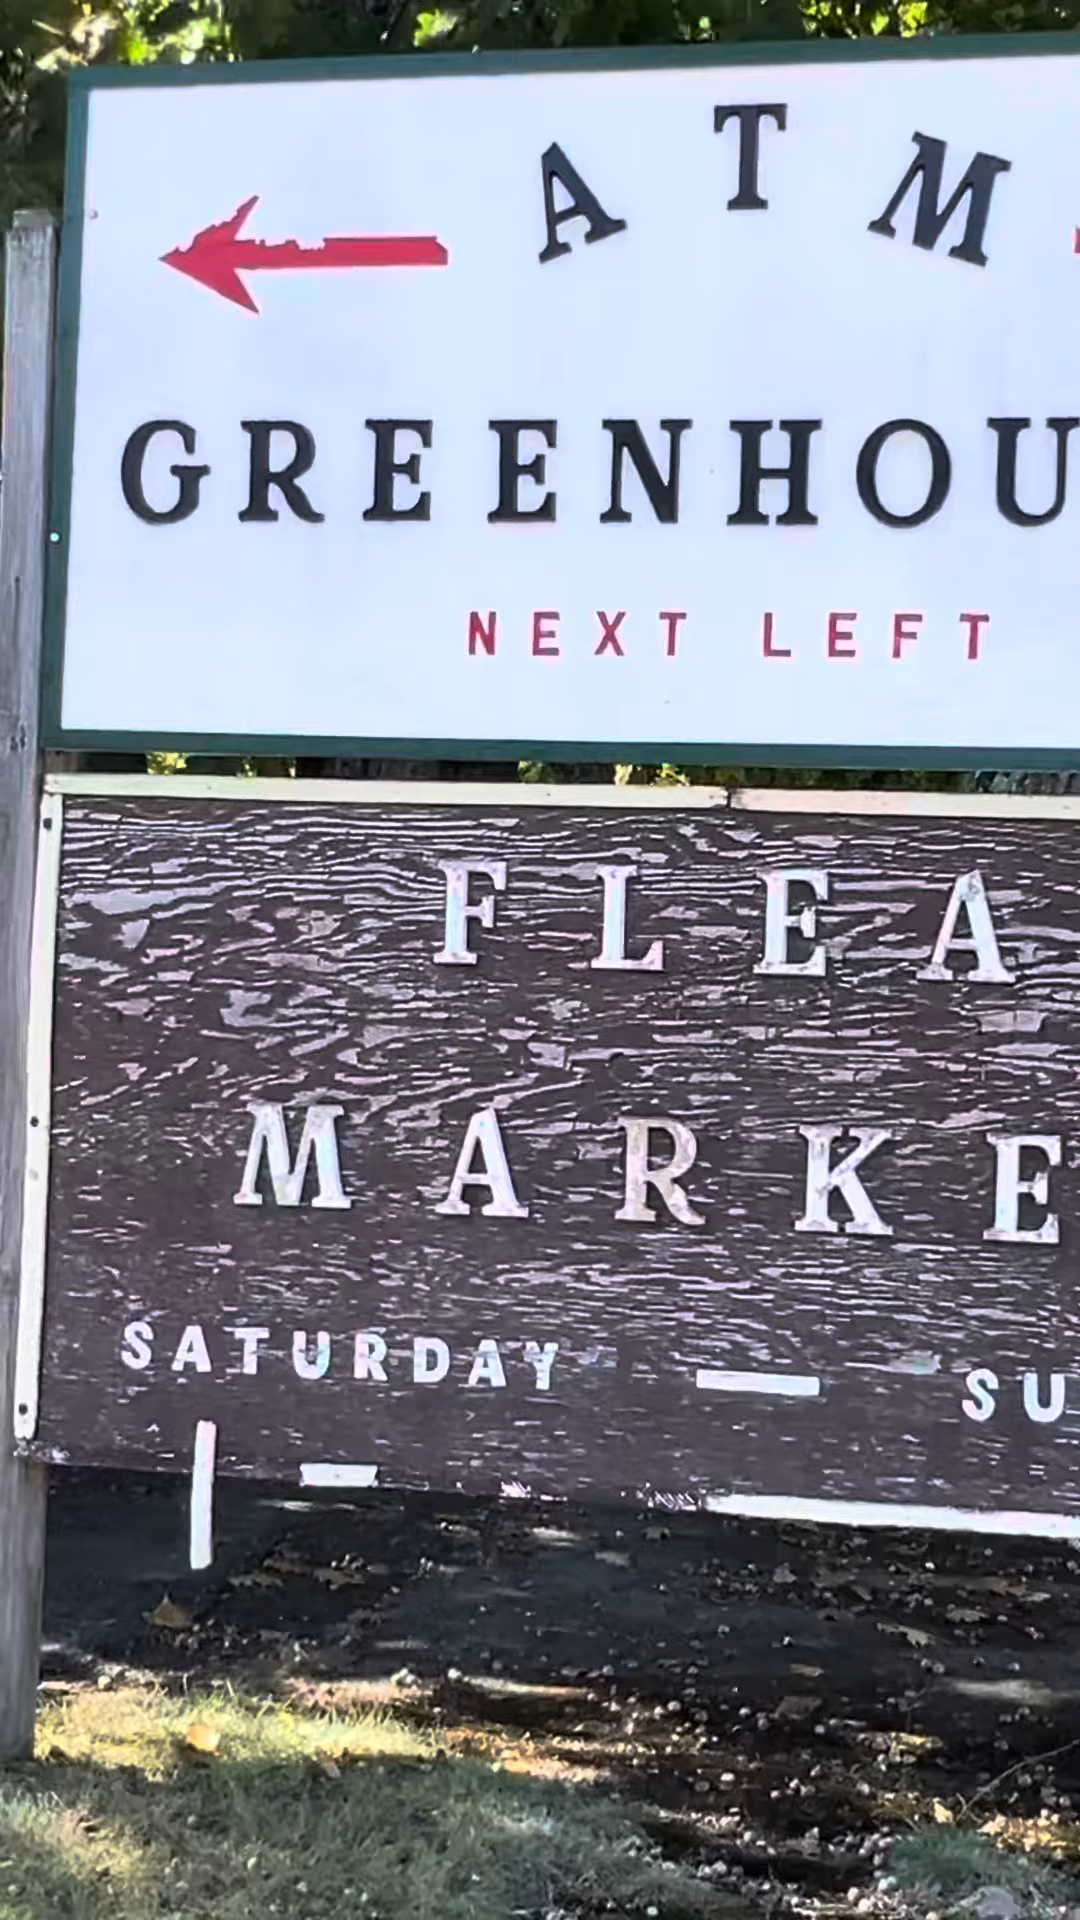 ATM
GREENHOU
NEXT LEFT
FLEA
MARKE
SATURDAY — SU